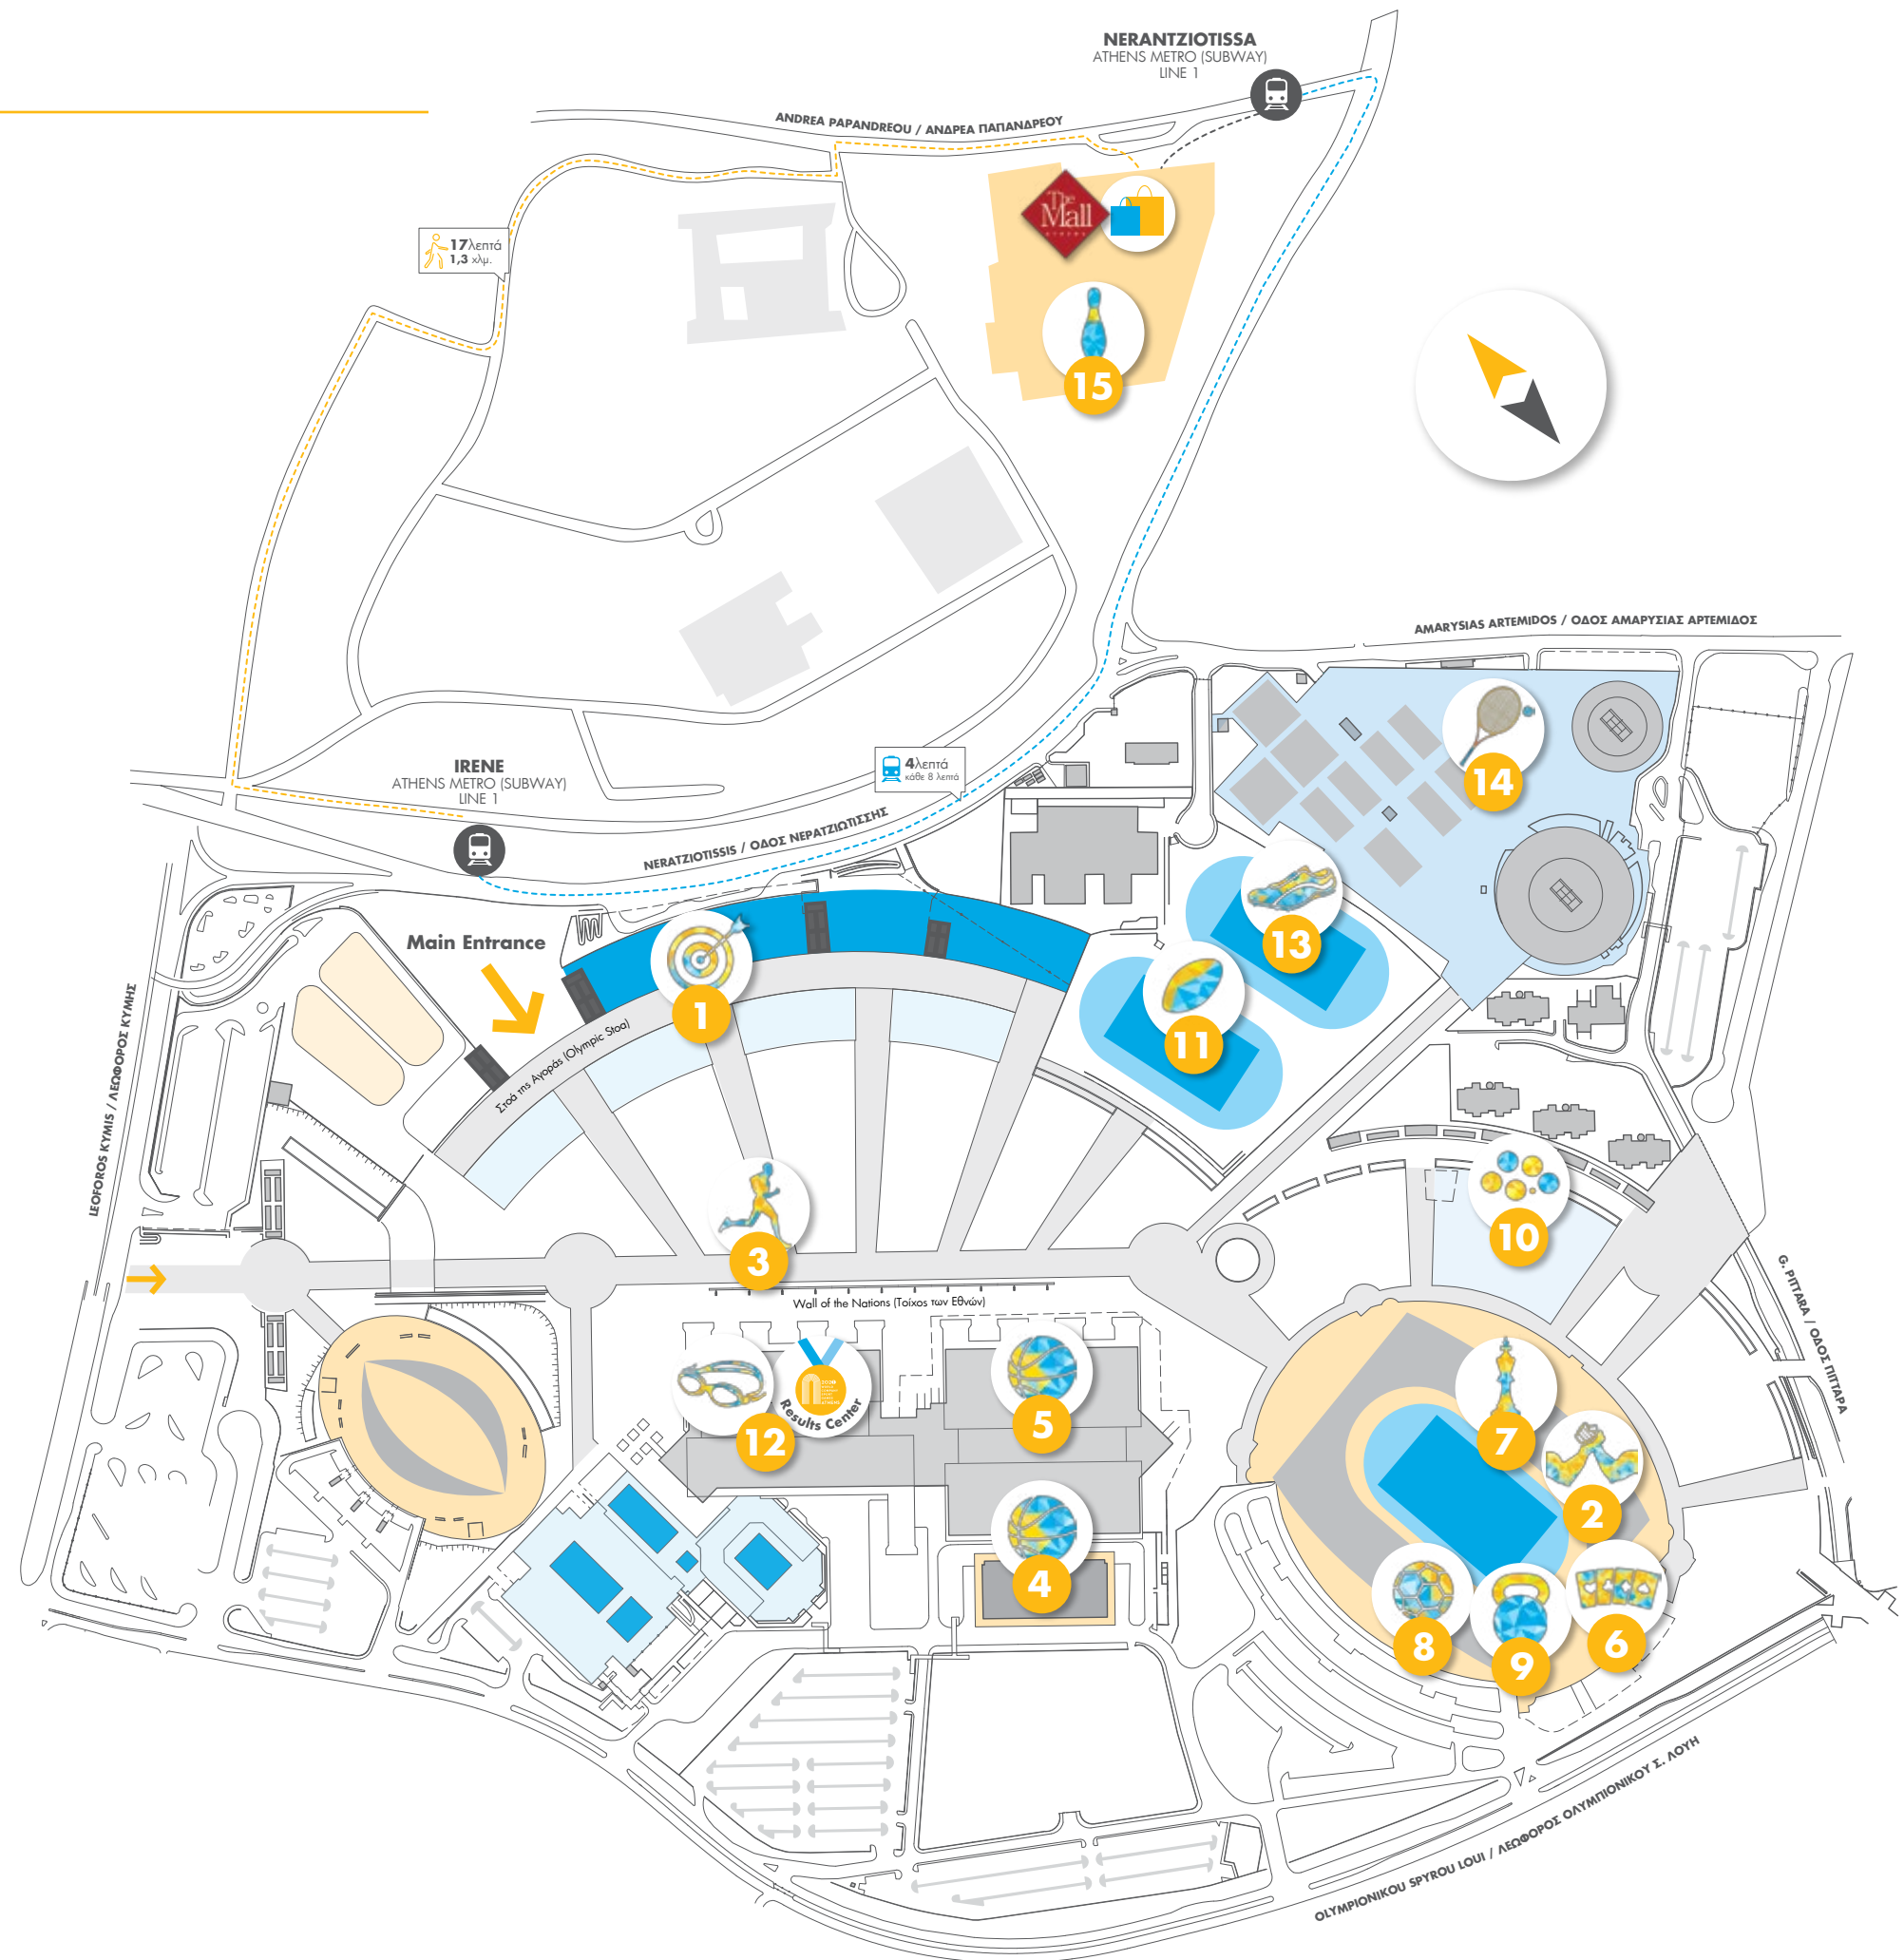 NERANTZIOTISSA
ATHENS METRO (SUBWAY)
LINE 1
ANDREA PAPANDREOU / ΑΝΔΡΕΑ ΠΑΠΑΝΔΡΕΟΥ
The
Mall
ATHENS
17λεπτά
1,3 χλμ.
15
AMARYSIAS ARTEMIDOS / ΟΔΟΣ ΑΜΑΡΥΣΙΑΣ ΑΡΤΕΜΙΔΟΣ
14
IRENE
ATHENS METRO (SUBWAY)
LINE 1
4λεπτά
κάθε 8 λεπτά
NERATZIOTISSIS / ΟΔΟΣ ΝΕΡΑΤΖΙΩΤΙΣΣΗΣ
Main Entrance
13
1
11
Στοά της Αγοράς (Olympic Stoa)
LEOFOROS KYMIS / ΛΕΩΦΟΡΟΣ ΚΥΜΗΣ
10
3
Wall of the Nations (Τοίχος των Εθνών)
G. PITTARA / ΟΔΟΣ ΠΙΤΤΑΡΑ
Results Center
12
5
7
2
4
8
9
6
OLYMPIONIKOU SPYROU LOUI / ΛΕΩΦΟΡΟΣ ΟΛΥΜΠΙΟΝΙΚΟΥ Σ. ΛΟΥΗ